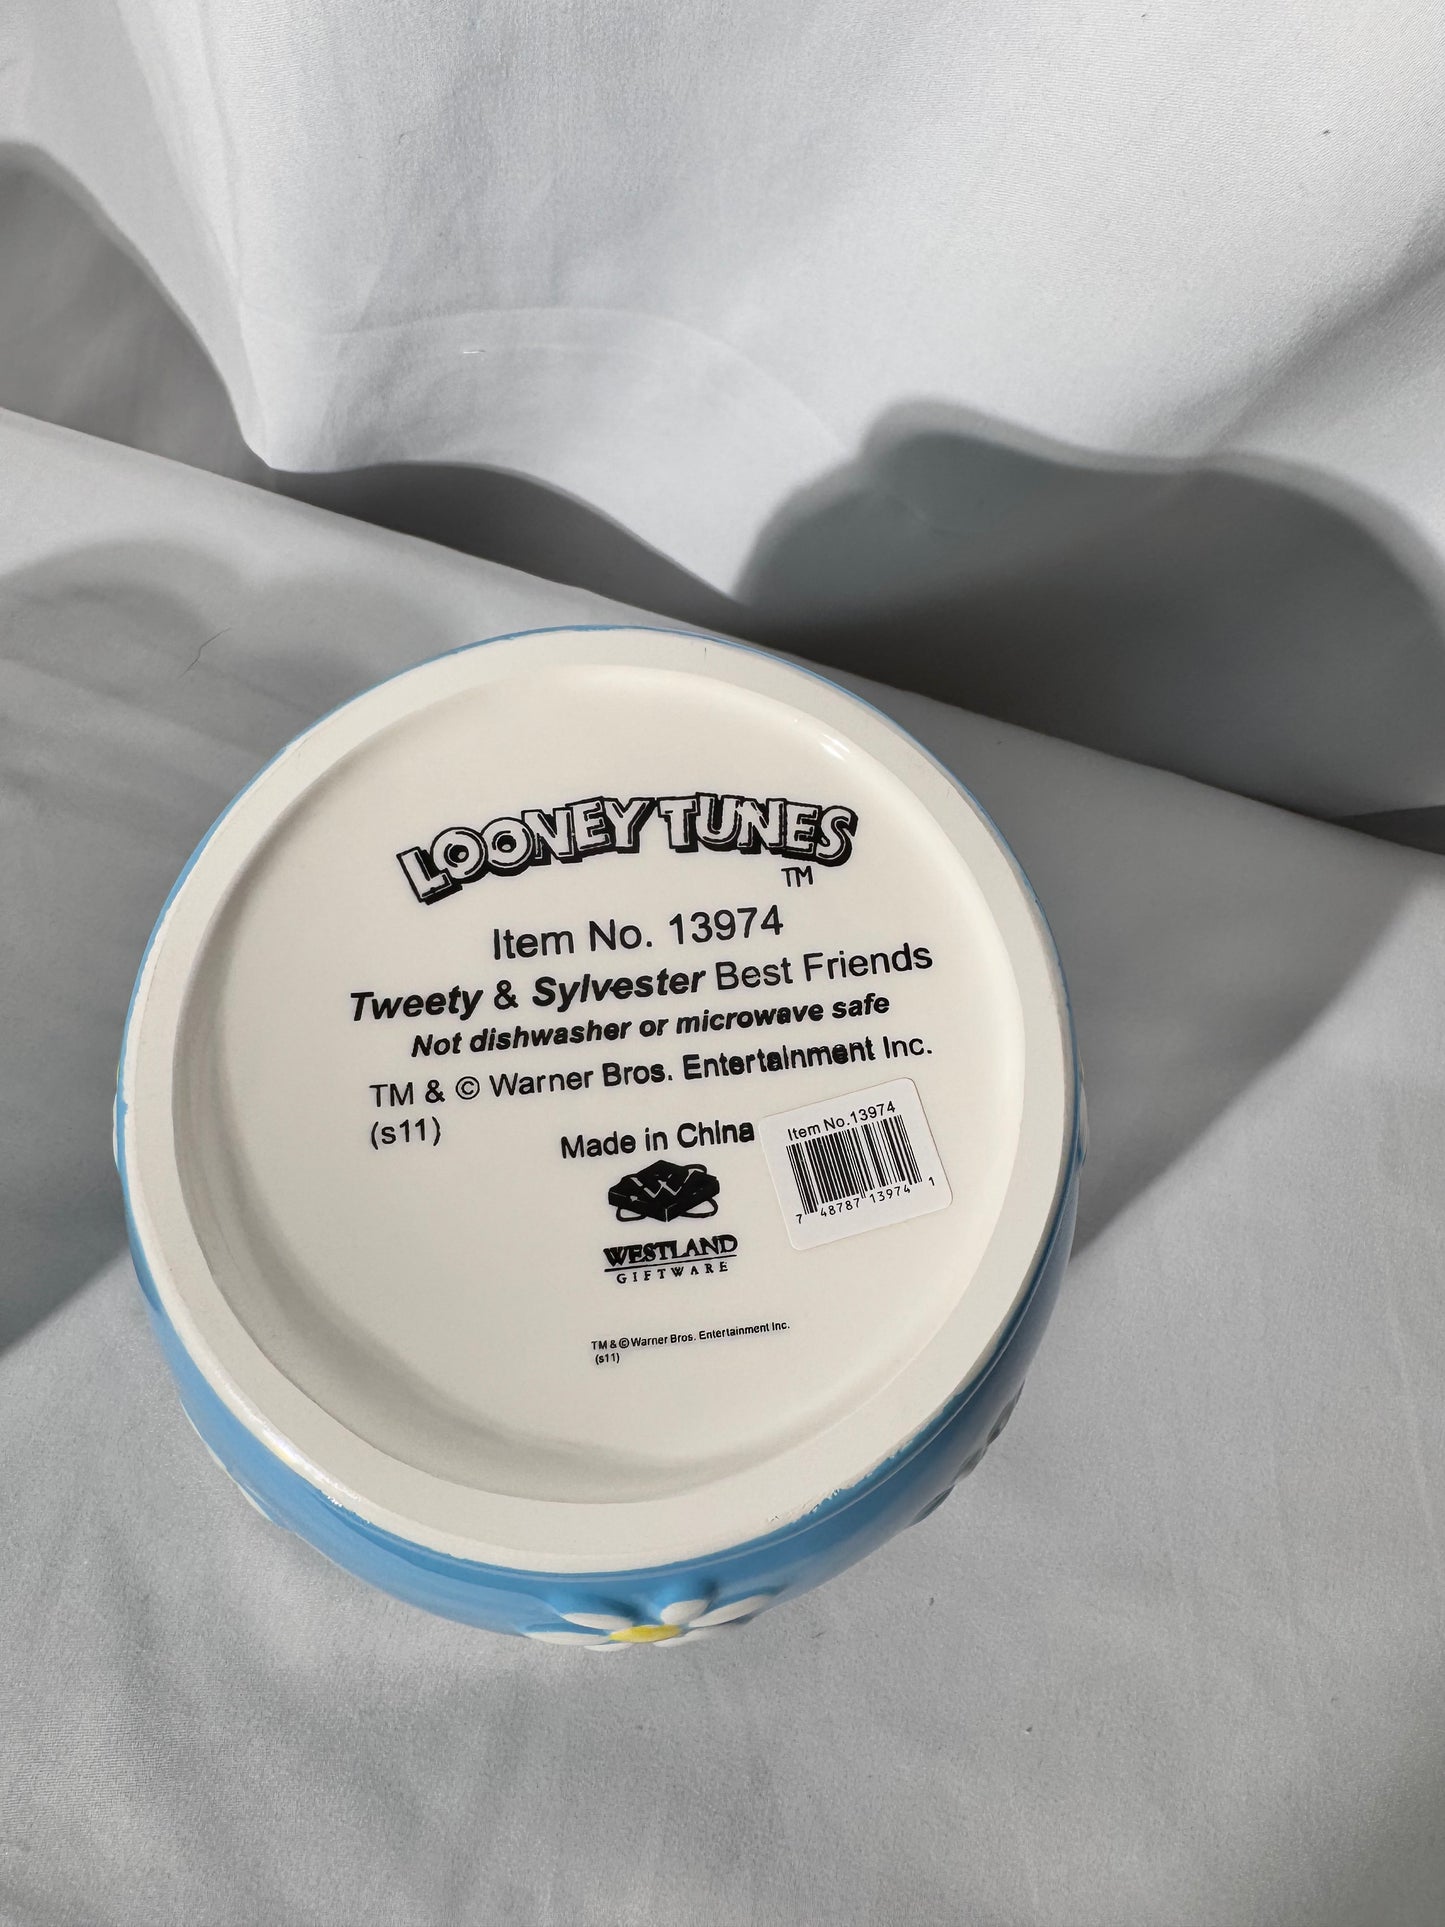 LOONEY TUNES
TM
Item No. 13974
Tweety & Sylvester Best Friends
Not dishwasher or microwave safe
TM & © Warner Bros. Entertainment Inc.
(s11)
Made in China
Item No.13974
7 48787 13974 1
WESTLAND
GIFTWARE
TM & © Warner Bros. Entertainment Inc.
(s11)